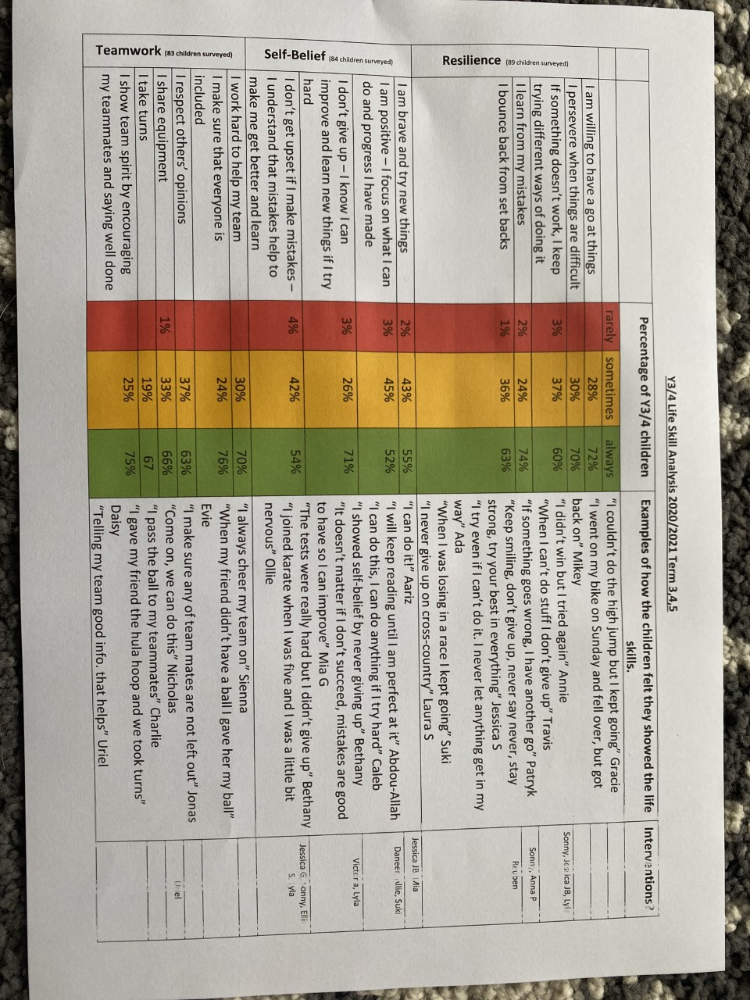 Y3/4 Life Skill Analysis 2020/2021 Term 3,4,5
Percentage of Y3/4 children
Examples of how the children felt they showed the life skills.
Interventions?
rarely
sometimes
always
Resilience (89 children surveyed)
I am willing to have a go at things
28%
72%
I persevere when things are difficult
30%
70%
If something doesn't work, I keep
trying different ways of doing it
3%
37%
60%
I learn from my mistakes
2%
24%
74%
I bounce back from set backs
1%
36%
63%
"I couldn't do the high jump but I kept going" Gracie
"I went on my bike on Sunday and fell over, but got
back on" Mikey
"I didn't win but I tried again" Annie
"When I can't do stuff I don't give up" Travis
"If something goes wrong, I have another go" Patryk
"Keep smiling, don't give up, never say never, stay
strong, try your best in everything" Jessica S
"I try even if I can't do it. I never let anything get in my
way" Ada
"When I was losing in a race I kept going" Suki
"I never give up on cross-country" Laura S
Sonny, Jessica JB,
Sonny, Anna P
Reuben
Self-Belief (84 children surveyed)
I am brave and try new things
2%
43%
55%
I am positive – I focus on what I can
do and progress I have made
3%
45%
52%
I don't give up – I know I can
improve and learn new things if I try
hard
3%
26%
71%
I don't get upset if I make mistakes –
I understand that mistakes help to
make me get better and learn
4%
42%
54%
"I can do it!" Aariz
"I will keep reading until I am perfect at it" Abdou-Allah
"I can do this, I can do anything if I try hard" Caleb
"I showed self-belief by never giving up" Bethany
"It doesn't matter if I don't succeed, mistakes are good
to have so I can improve" Mia G
"The tests were really hard but I didn't give up" Bethany
"I joined karate when I was five and I was a little bit
nervous" Ollie
Jessica JB
Suki
Lyla
Jessica G
Teamwork (83 children surveyed)
I work hard to help my team
30%
70%
I make sure that everyone is
included
24%
76%
I respect others' opinions
37%
63%
I share equipment
1%
33%
66%
I take turns
19%
67
I show team spirit by encouraging
my teammates and saying well done
25%
75%
"I always cheer my team on" Sienna
"When my friend didn't have a ball I gave her my ball"
Evie
"I make sure any of team mates are not left out" Jonas
"Come on, we can do this" Nicholas
"I pass the ball to my teammates" Charlie
"I gave my friend the hula hoop and we took turns"
Daisy
"Telling my team good info. that helps" Uriel
Uriel